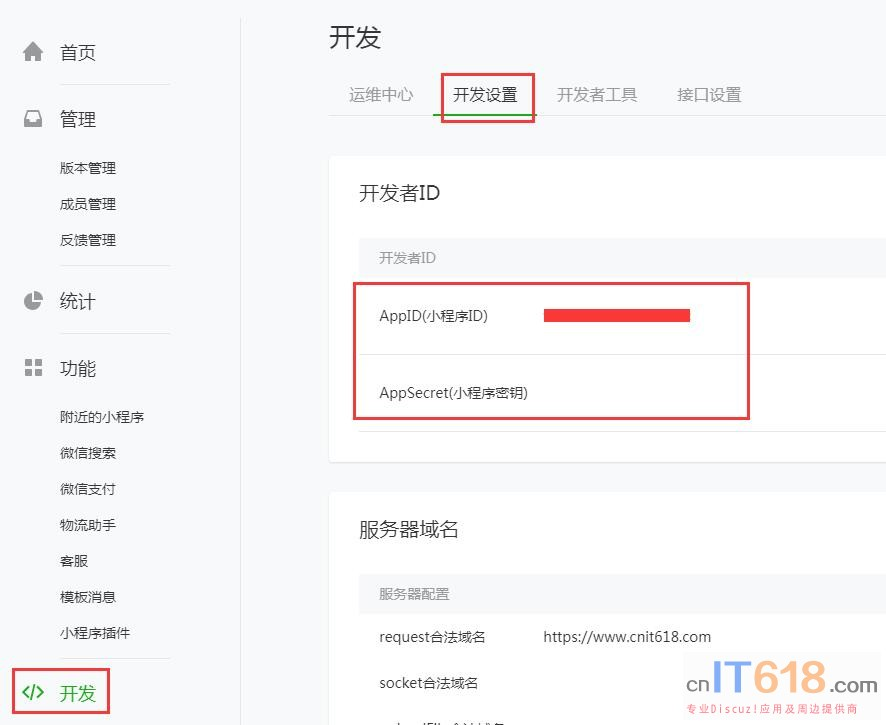 首页
管理
版本管理
成员管理
反馈管理
统计
功能
附近的小程序
微信搜索
微信支付
物流助手
客服
模板消息
小程序插件
</> 开发
开发
运维中心 开发设置 开发者工具 接口设置
开发者ID
开发者ID
AppID(小程序ID)
AppSecret(小程序密钥)
服务器域名
服务器配置
request合法域名 https://www.cnit618.com
socket合法域名
cnIT618.com
专业Discuz!应用及周边提供商